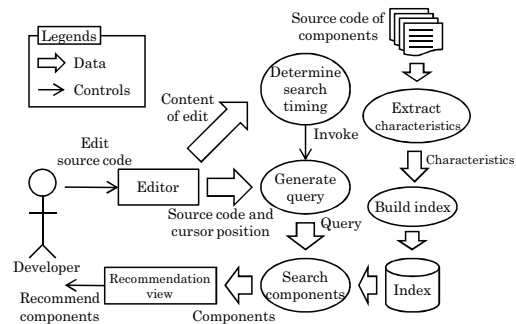 Legends
Data
Controls
Source code of
components
Determine
search
timing
Content
of edit
Extract
characteristics
Invoke
Edit
source code
Characteristics
Editor
Generate
query
Build index
Source code and
cursor position
Query
Developer
Recommendation
view
Search
components
Index
Recommend
components
Components